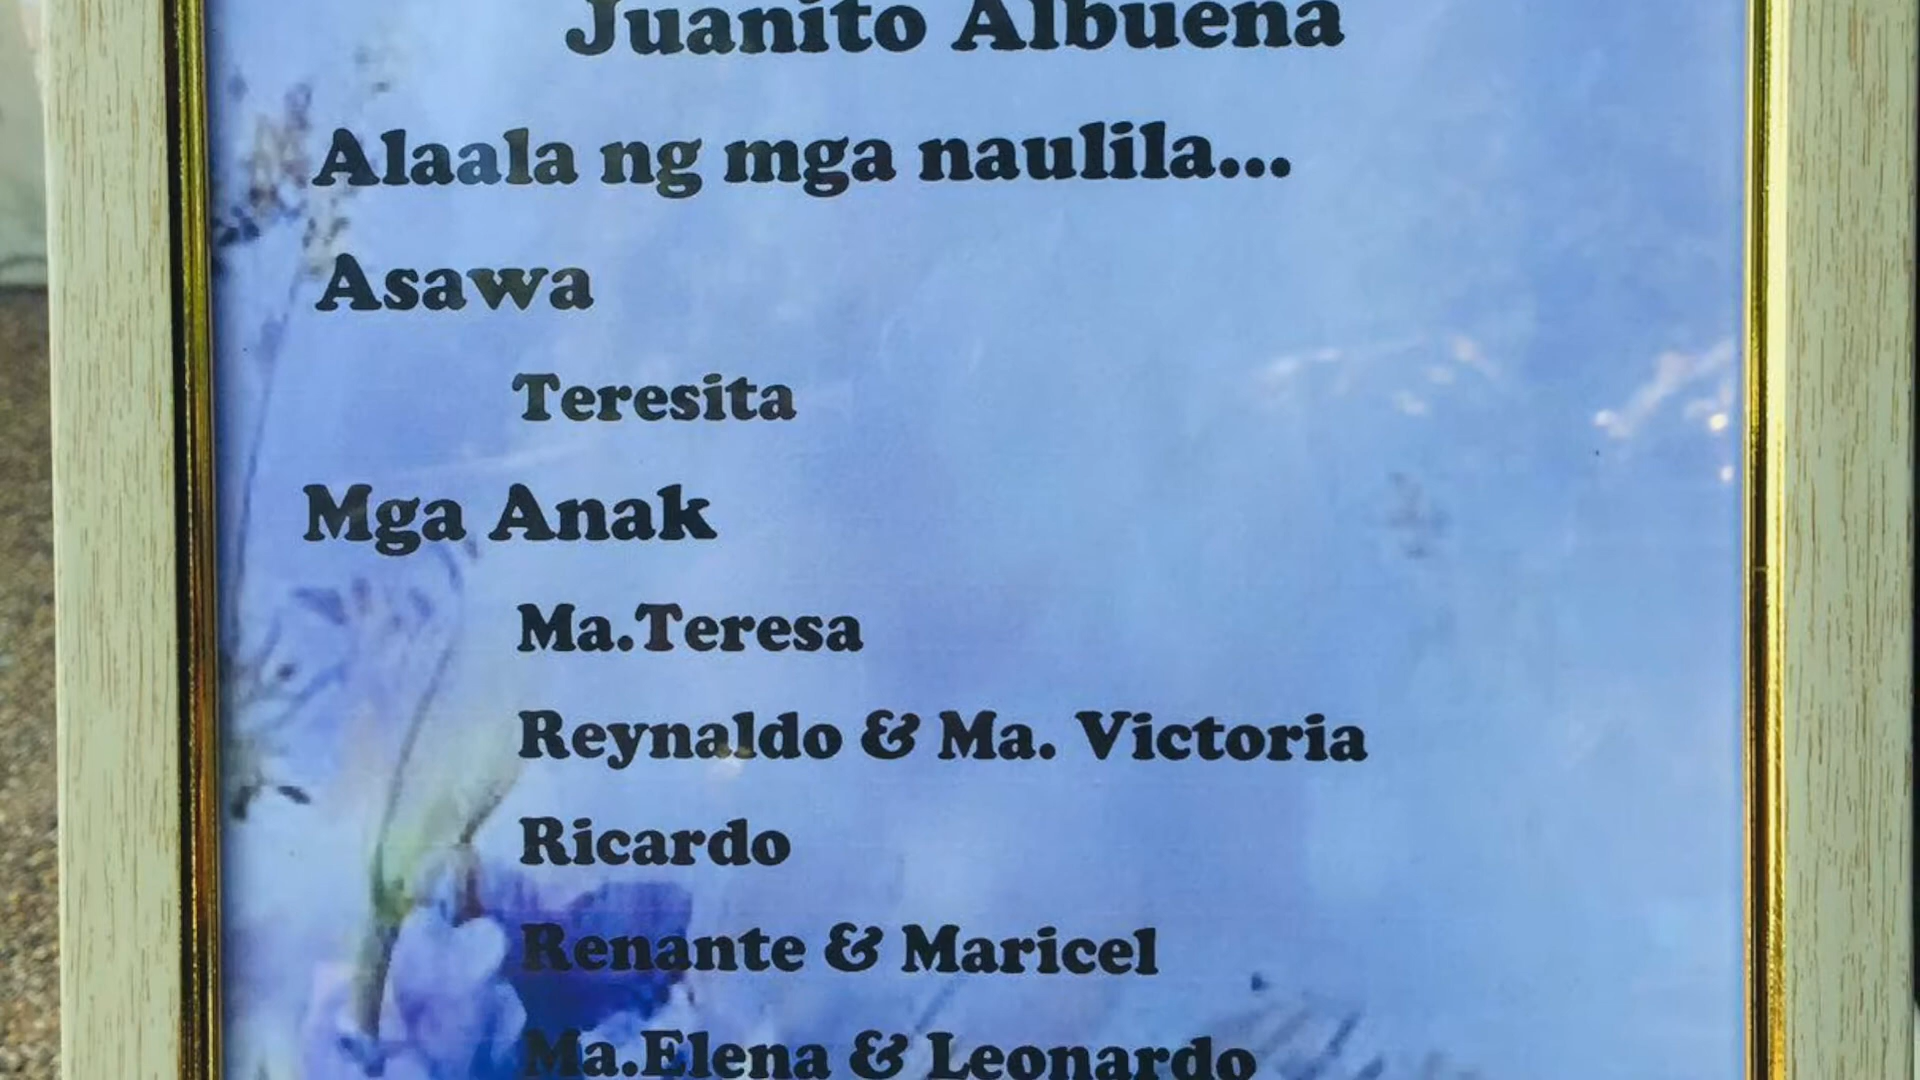 Juanito Albuena
Alaala ng mga naulila...
Asawa
Teresita
Mga Anak
Ma.Teresa
Reynaldo & Ma. Victoria
Ricardo
Renante & Maricel
Ma.Elena & Leonardo